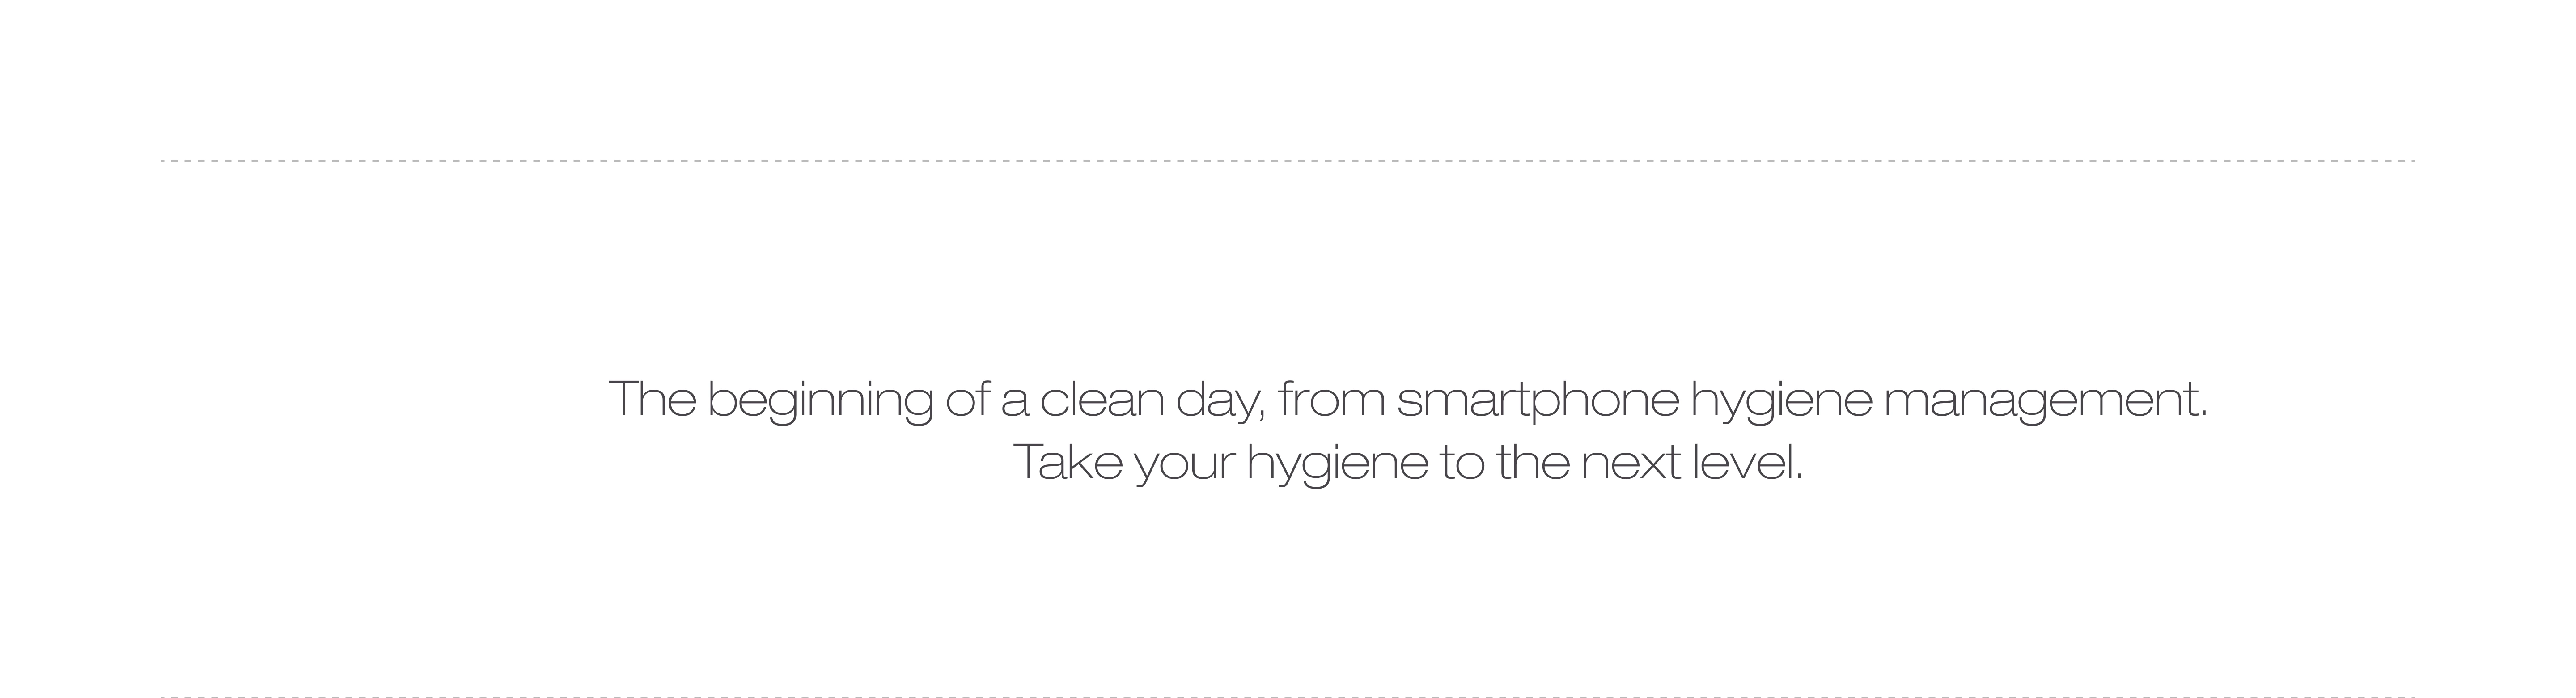 The beginning of a clean day, from smartphone hygiene management.
Take your hygiene to the next level.